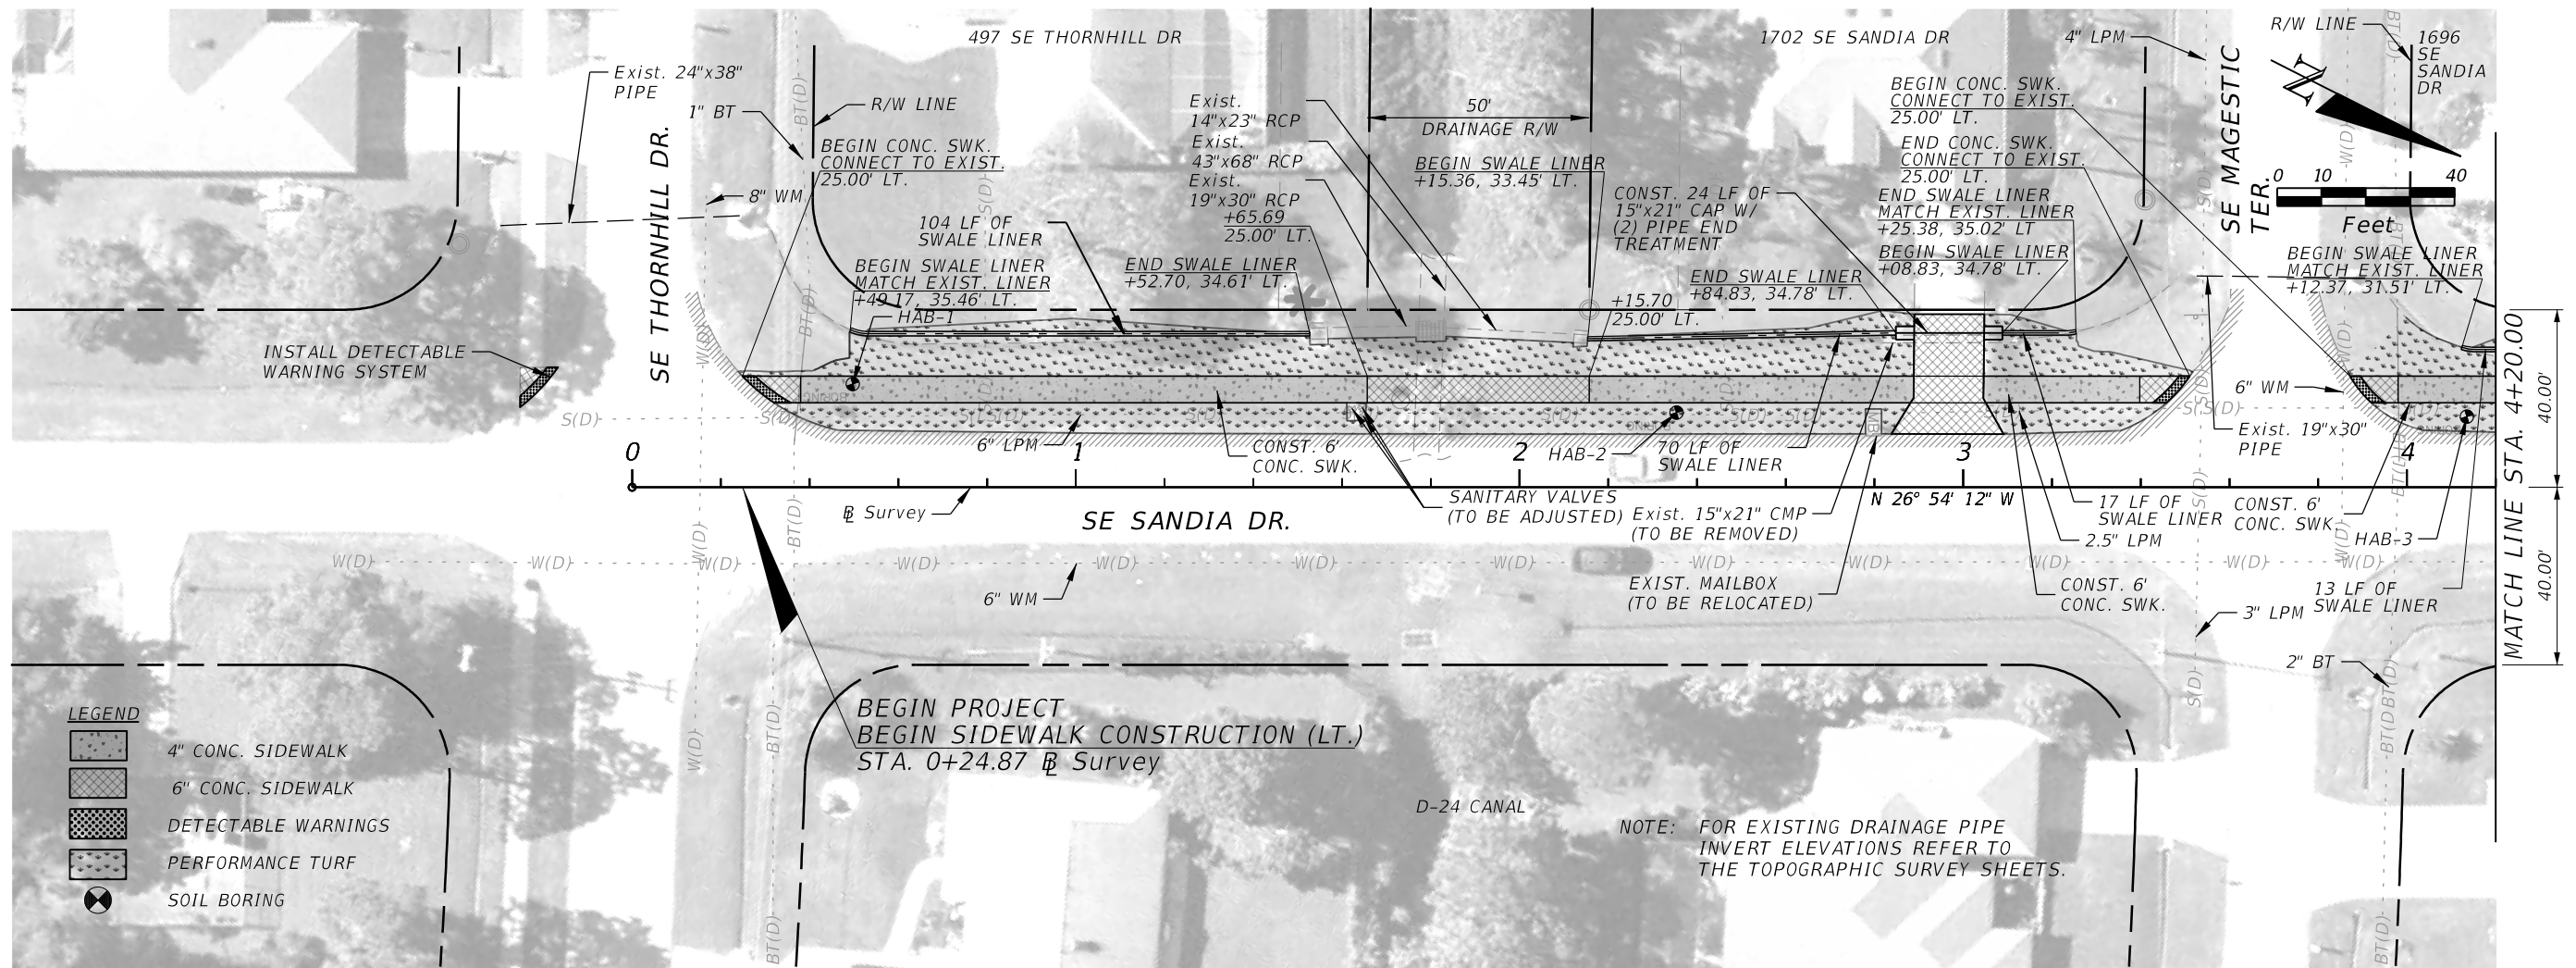 497 SE THORNHILL DR
1702 SE SANDIA DR
4" LPM
R/W LINE
1696
SE
SANDIA
DR
Exist. 24"x38"
PIPE
1" BT
R/W LINE
BEGIN CONC. SWK.
CONNECT TO EXIST.
25.00' LT.
8" WM
SE THORNHILL DR.
Exist.
14"x23" RCP
Exist.
43"x68" RCP
Exist.
19"x30" RCP
+65.69
25.00' LT.
50'
DRAINAGE R/W
BEGIN SWALE LINER
+15.36, 33.45' LT.
CONST. 24 LF OF
15"x21" CAP W/
(2) PIPE END
TREATMENT
BEGIN CONC. SWK.
CONNECT TO EXIST.
25.00' LT.
END CONC. SWK.
CONNECT TO EXIST.
25.00' LT.
END SWALE LINER
MATCH EXIST. LINER
+25.38, 35.02' LT
BEGIN SWALE LINER
+08.83, 34.78' LT.
SE MAGESTIC
TER.
N
0 10 40
Feet
BEGIN SWALE LINER
MATCH EXIST. LINER
+12.37, 31.51' LT.
104 LF OF
SWALE LINER
BEGIN SWALE LINER
MATCH EXIST. LINER
+49.17, 35.46' LT.
HAB-1
END SWALE LINER
+52.70, 34.61' LT.
END SWALE LINER
+84.83, 34.78' LT.
+15.70
25.00' LT.
INSTALL DETECTABLE
WARNING SYSTEM
6" WM
6" LPM
CONST. 6'
CONC. SWK.
HAB-2
70 LF OF
SWALE LINER
Exist. 19"x30"
PIPE
0 1 2 3 4
BL Survey
SE SANDIA DR.
SANITARY VALVES
(TO BE ADJUSTED)
Exist. 15"x21" CMP
(TO BE REMOVED)
N 26° 54' 12" W
17 LF OF
SWALE LINER
2.5" LPM
CONST. 6'
CONC. SWK.
HAB-3
MATCH LINE STA. 4+20.00
40.00'
40.00'
6" WM
EXIST. MAILBOX
(TO BE RELOCATED)
CONST. 6'
CONC. SWK.
13 LF OF
SWALE LINER
3" LPM
2" BT
BEGIN PROJECT
BEGIN SIDEWALK CONSTRUCTION (LT.)
STA. 0+24.87 BL Survey
LEGEND
4" CONC. SIDEWALK
6" CONC. SIDEWALK
DETECTABLE WARNINGS
PERFORMANCE TURF
SOIL BORING
D-24 CANAL
NOTE: FOR EXISTING DRAINAGE PIPE
INVERT ELEVATIONS REFER TO
THE TOPOGRAPHIC SURVEY SHEETS.
W(D) W(D) W(D) W(D) W(D) W(D) W(D) W(D) W(D) W(D) W(D)
BT(D)
S(D)